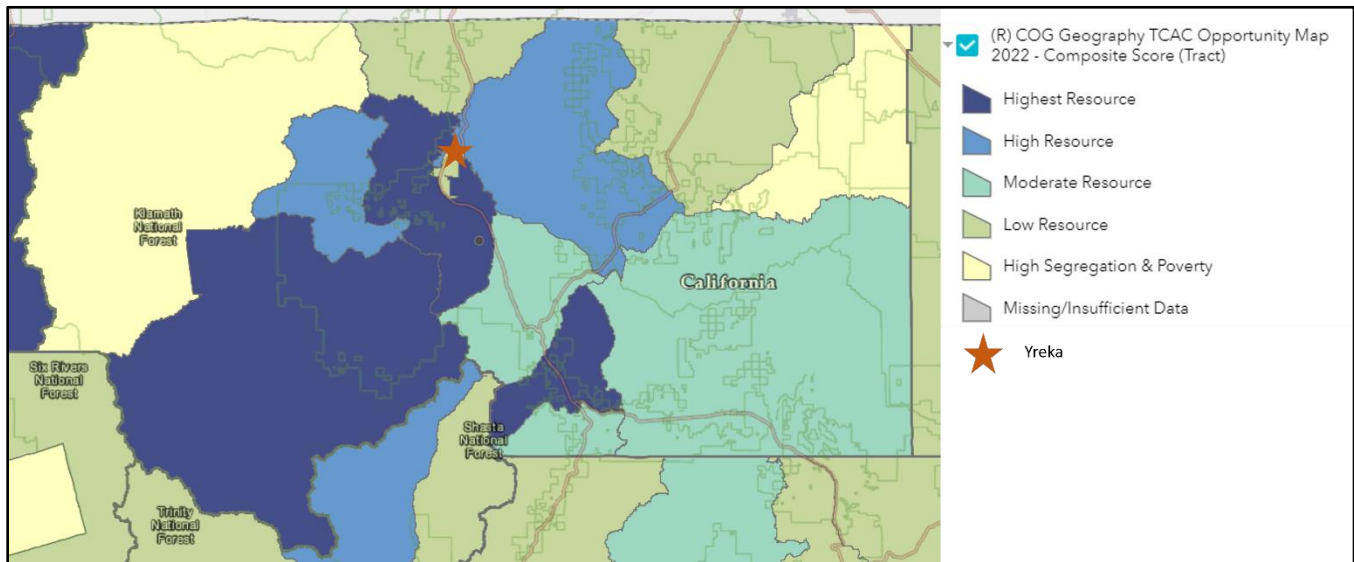 (R) COG Geography TCAC Opportunity Map
2022 - Composite Score (Tract)
Highest Resource
High Resource
Moderate Resource
Low Resource
High Segregation & Poverty
Missing/Insufficient Data
Yreka
Klamath
National
Forest
California
Six Rivers
National
Forest
Shasta
National
Forest
Trinity
National
Forest